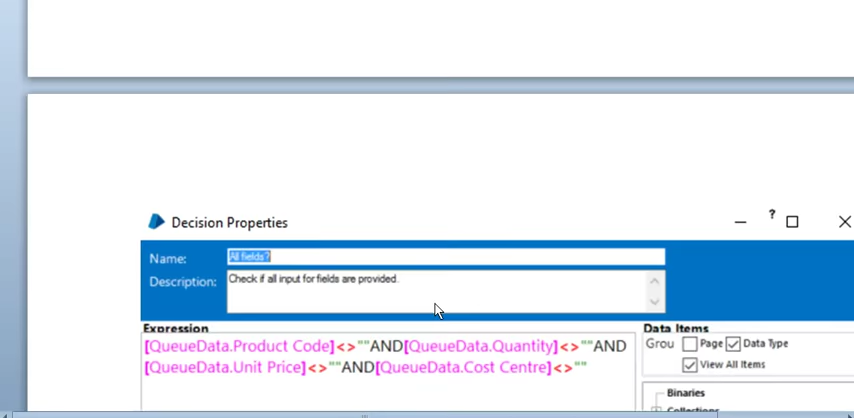 Decision Properties
?
Name: All fields?
Description: Check if all input for fields are provided.
Expression
Data Items
[QueueData.Product Code]<>""AND[QueueData.Quantity]<>""AND
[QueueData.Unit Price]<>""AND[QueueData.Cost Centre]<>""
Grou Page Data Type
View All Items
Binaries
Collections